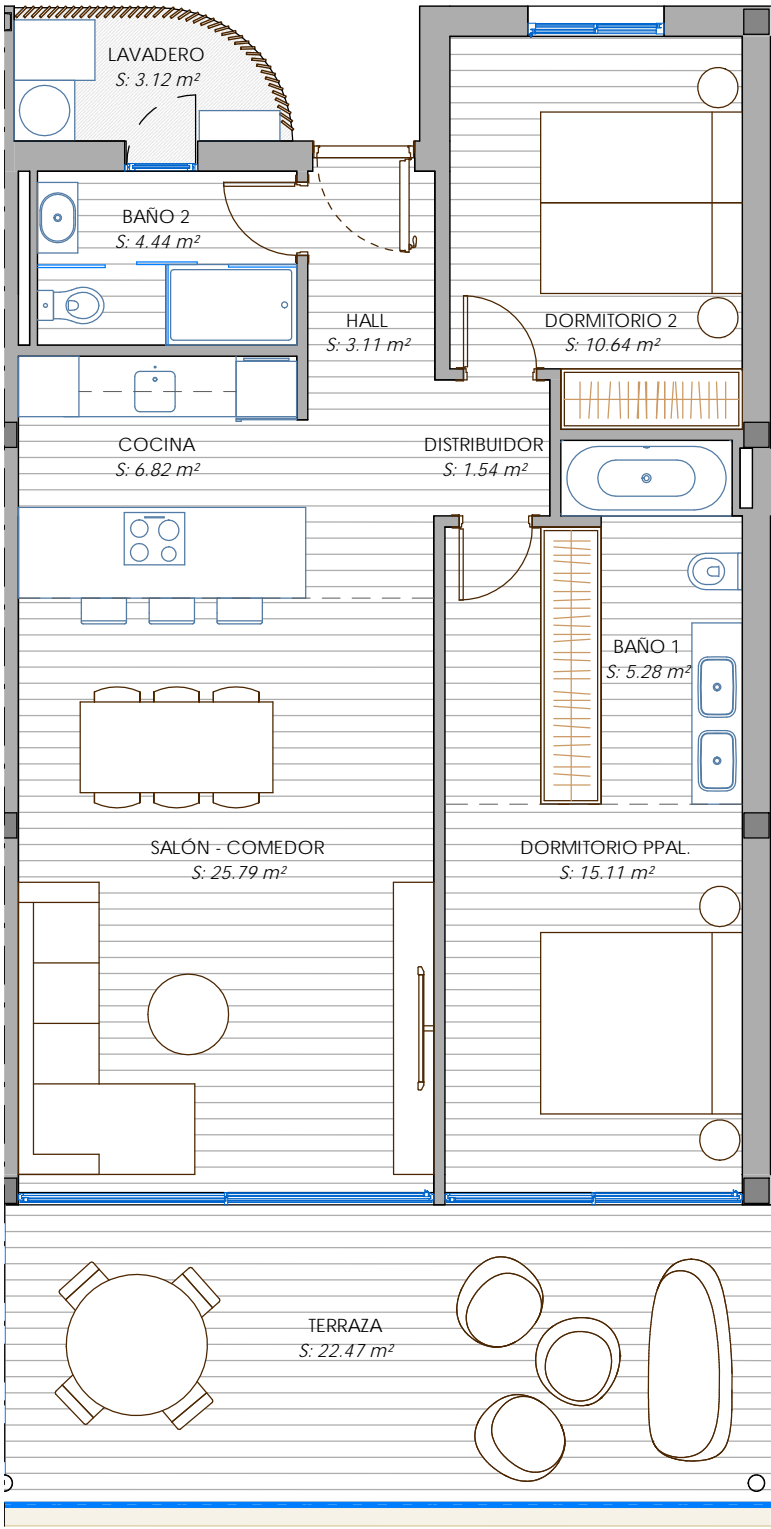 LAVADERO
S: 3.12 m²
BAÑO 2
S: 4.44 m²
HALL
S: 3.11 m²
DORMITORIO 2
S: 10.64 m²
COCINA
S: 6.82 m²
DISTRIBUIDOR
S: 1.54 m²
BAÑO 1
S: 5.28 m²
SALÓN - COMEDOR
S: 25.79 m²
DORMITORIO PPAL.
S: 15.11 m²
TERRAZA
S: 22.47 m²